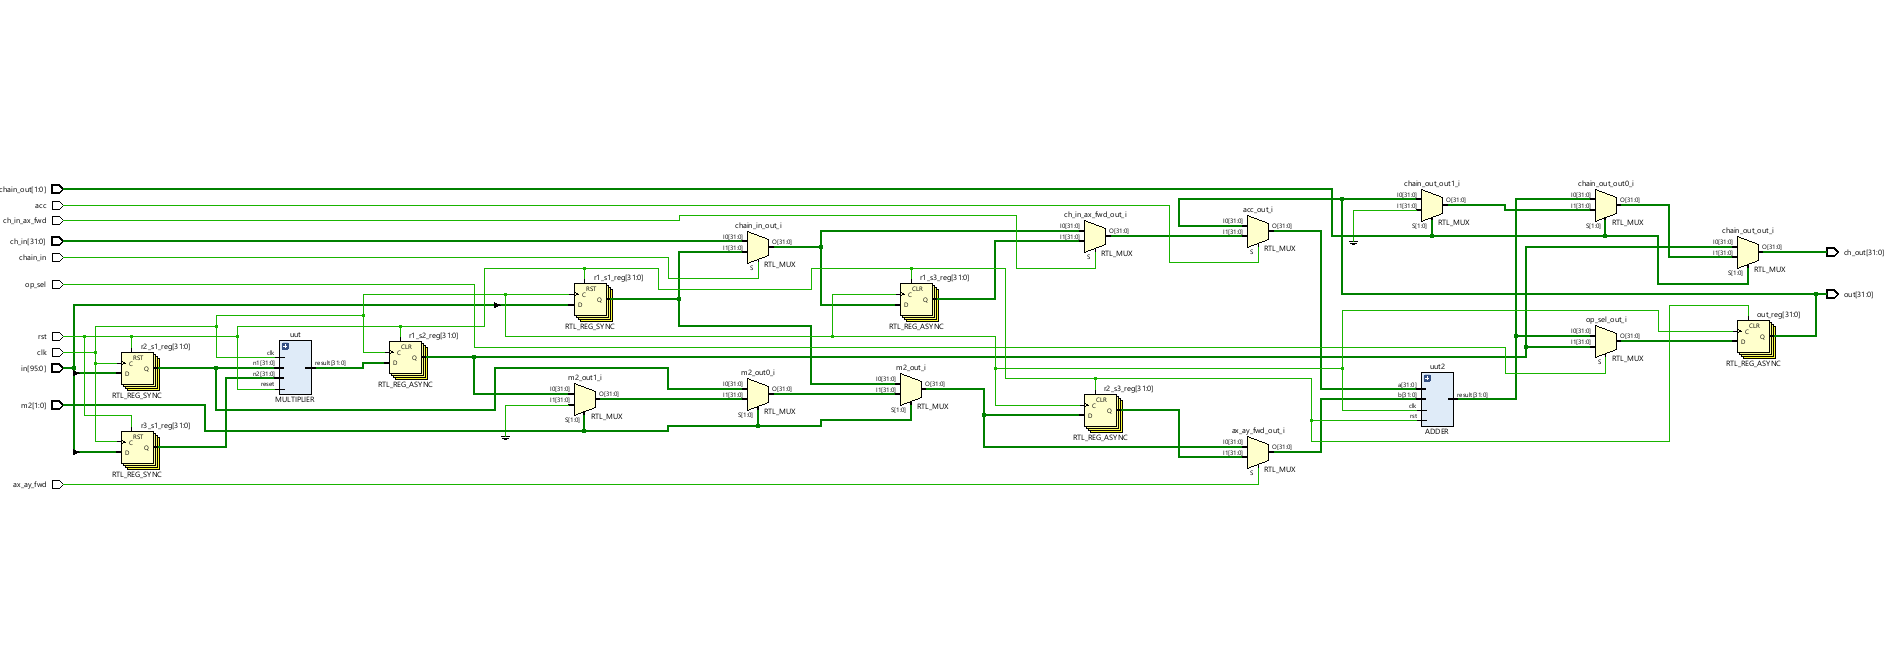 chain_out[1:0]
acc
ch_in_ax_fwd
ch_in[31:0]
chain_in
op_sel
rst
clk
in[95:0]
m2[1:0]
ax_ay_fwd
r2_s1_reg[31:0]
RST
C
D
Q
RTL_REG_SYNC
r3_s1_reg[31:0]
RST
C
D
Q
RTL_REG_SYNC
uut
clk
n1[31:0]
n2[31:0]
reset
result[31:0]
MULTIPLIER
r1_s2_reg[31:0]
CLR
C
D
Q
RTL_REG_ASYNC
r1_s1_reg[31:0]
RST
C
D
Q
RTL_REG_SYNC
m2_out1_i
I0[31:0]
I1[31:0]
S[1:0]
O[31:0]
RTL_MUX
chain_in_out_i
I0[31:0]
I1[31:0]
S
O[31:0]
RTL_MUX
m2_out0_i
I0[31:0]
I1[31:0]
S[1:0]
O[31:0]
RTL_MUX
r1_s3_reg[31:0]
CLR
C
D
Q
RTL_REG_ASYNC
m2_out_i
I0[31:0]
I1[31:0]
S[1:0]
O[31:0]
RTL_MUX
ch_in_ax_fwd_out_i
I0[31:0]
I1[31:0]
S
O[31:0]
RTL_MUX
r2_s3_reg[31:0]
CLR
C
D
Q
RTL_REG_ASYNC
acc_out_i
I0[31:0]
I1[31:0]
S
O[31:0]
RTL_MUX
ax_ay_fwd_out_i
I0[31:0]
I1[31:0]
S
O[31:0]
RTL_MUX
chain_out_out1_i
I0[31:0]
I1[31:0]
S[1:0]
O[31:0]
RTL_MUX
uut2
a[31:0]
b[31:0]
clk
rst
result[31:0]
ADDER
chain_out_out0_i
I0[31:0]
I1[31:0]
S[1:0]
O[31:0]
RTL_MUX
op_sel_out_i
I0[31:0]
I1[31:0]
S
O[31:0]
RTL_MUX
chain_out_out_i
I0[31:0]
I1[31:0]
S[1:0]
O[31:0]
RTL_MUX
out_reg[31:0]
CLR
C
D
Q
RTL_REG_ASYNC
ch_out[31:0]
out[31:0]